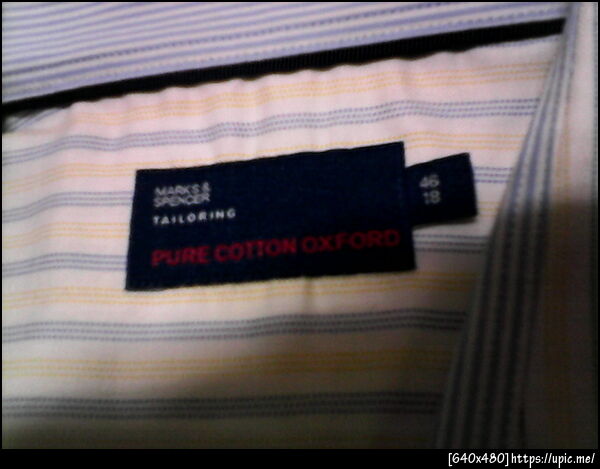 MARKS &
SPENCER
TAILORING
PURE COTTON OXFORD
46
18
[640x480]https://upic.me/